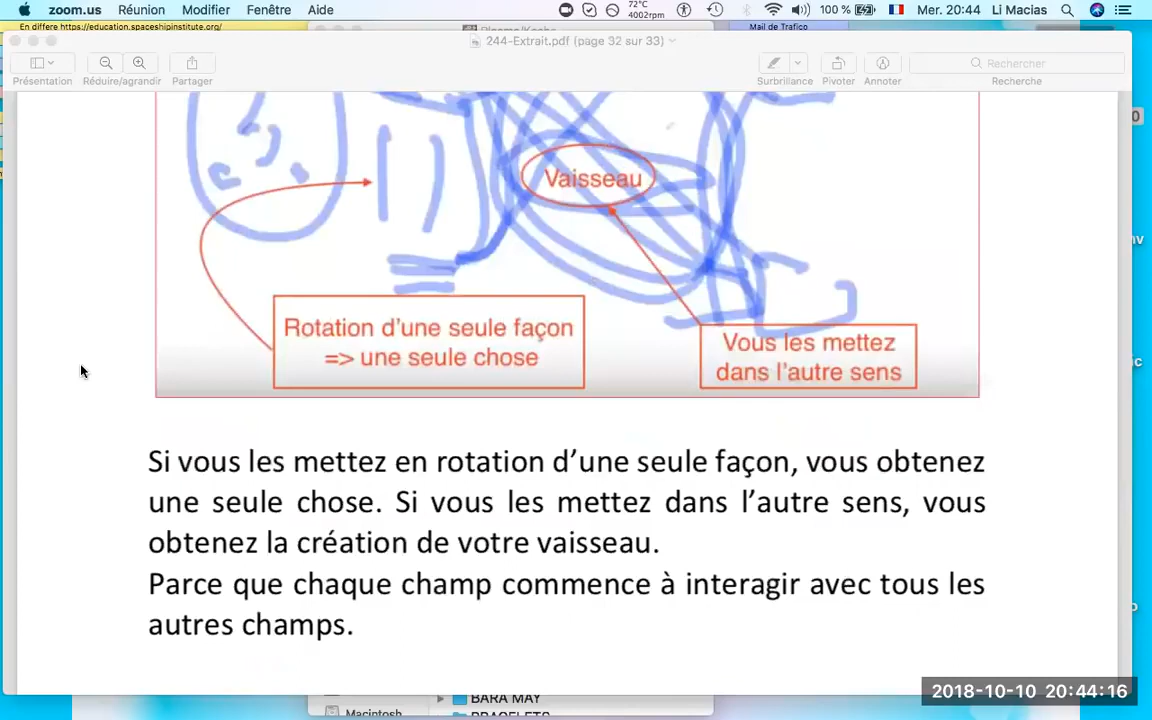 zoom.us Réunion Modifier Fenêtre Aide 72°C 4002rpm 100 % Mer. 20:44 Li Macias
En differe https://education.spaceshipinstitute.org/ Mail de Trafico
244-Extrait.pdf (page 32 sur 33)
Rechercher
Présentation Réduire/agrandir Partager Surbrillance Pivoter Annoter Recherche
Vaisseau
Rotation d'une seule façon
=> une seule chose
Vous les mettez
dans l'autre sens
Si vous les mettez en rotation d'une seule façon, vous obtenez
une seule chose. Si vous les mettez dans l'autre sens, vous
obtenez la création de votre vaisseau.
Parce que chaque champ commence à interagir avec tous les
autres champs.
2018-10-10 20:44:16
BARA MAY
Macintosh
BRACELETS